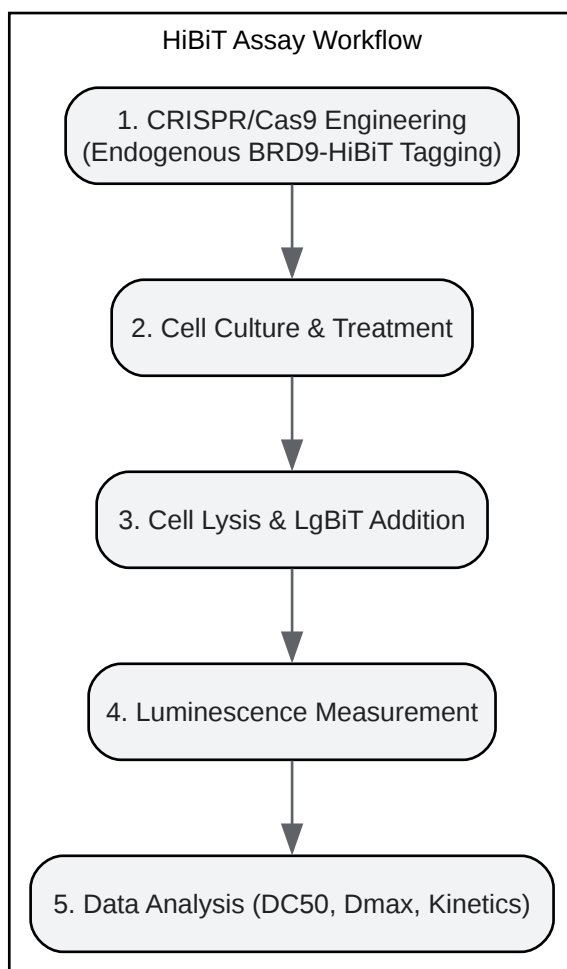 HiBiT Assay Workflow
1. CRISPR/Cas9 Engineering
(Endogenous BRD9-HiBiT Tagging)
2. Cell Culture & Treatment
3. Cell Lysis & LgBiT Addition
4. Luminescence Measurement
5. Data Analysis (DC50, Dmax, Kinetics)